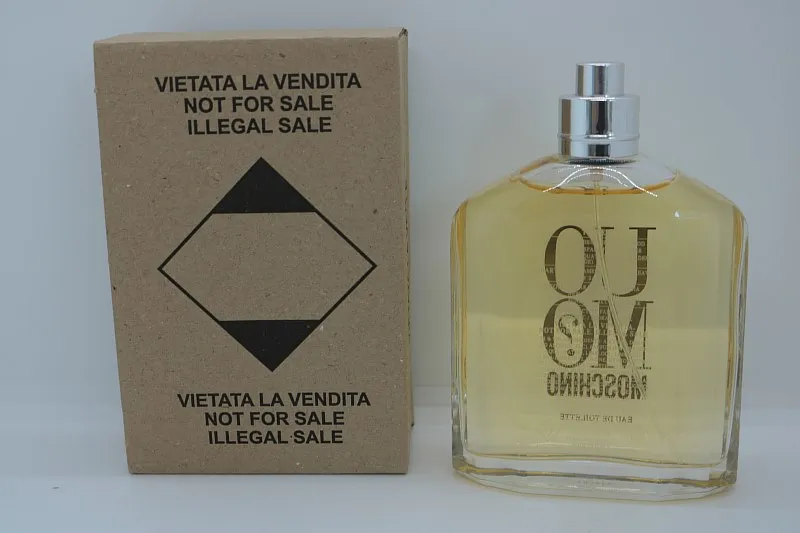 VIETATA LA VENDITA
NOT FOR SALE
ILLEGAL SALE
VIETATA LA VENDITA
NOT FOR SALE
ILLEGAL SALE
UO
MO?
MOSCHINO
EAU DE TOILETTE